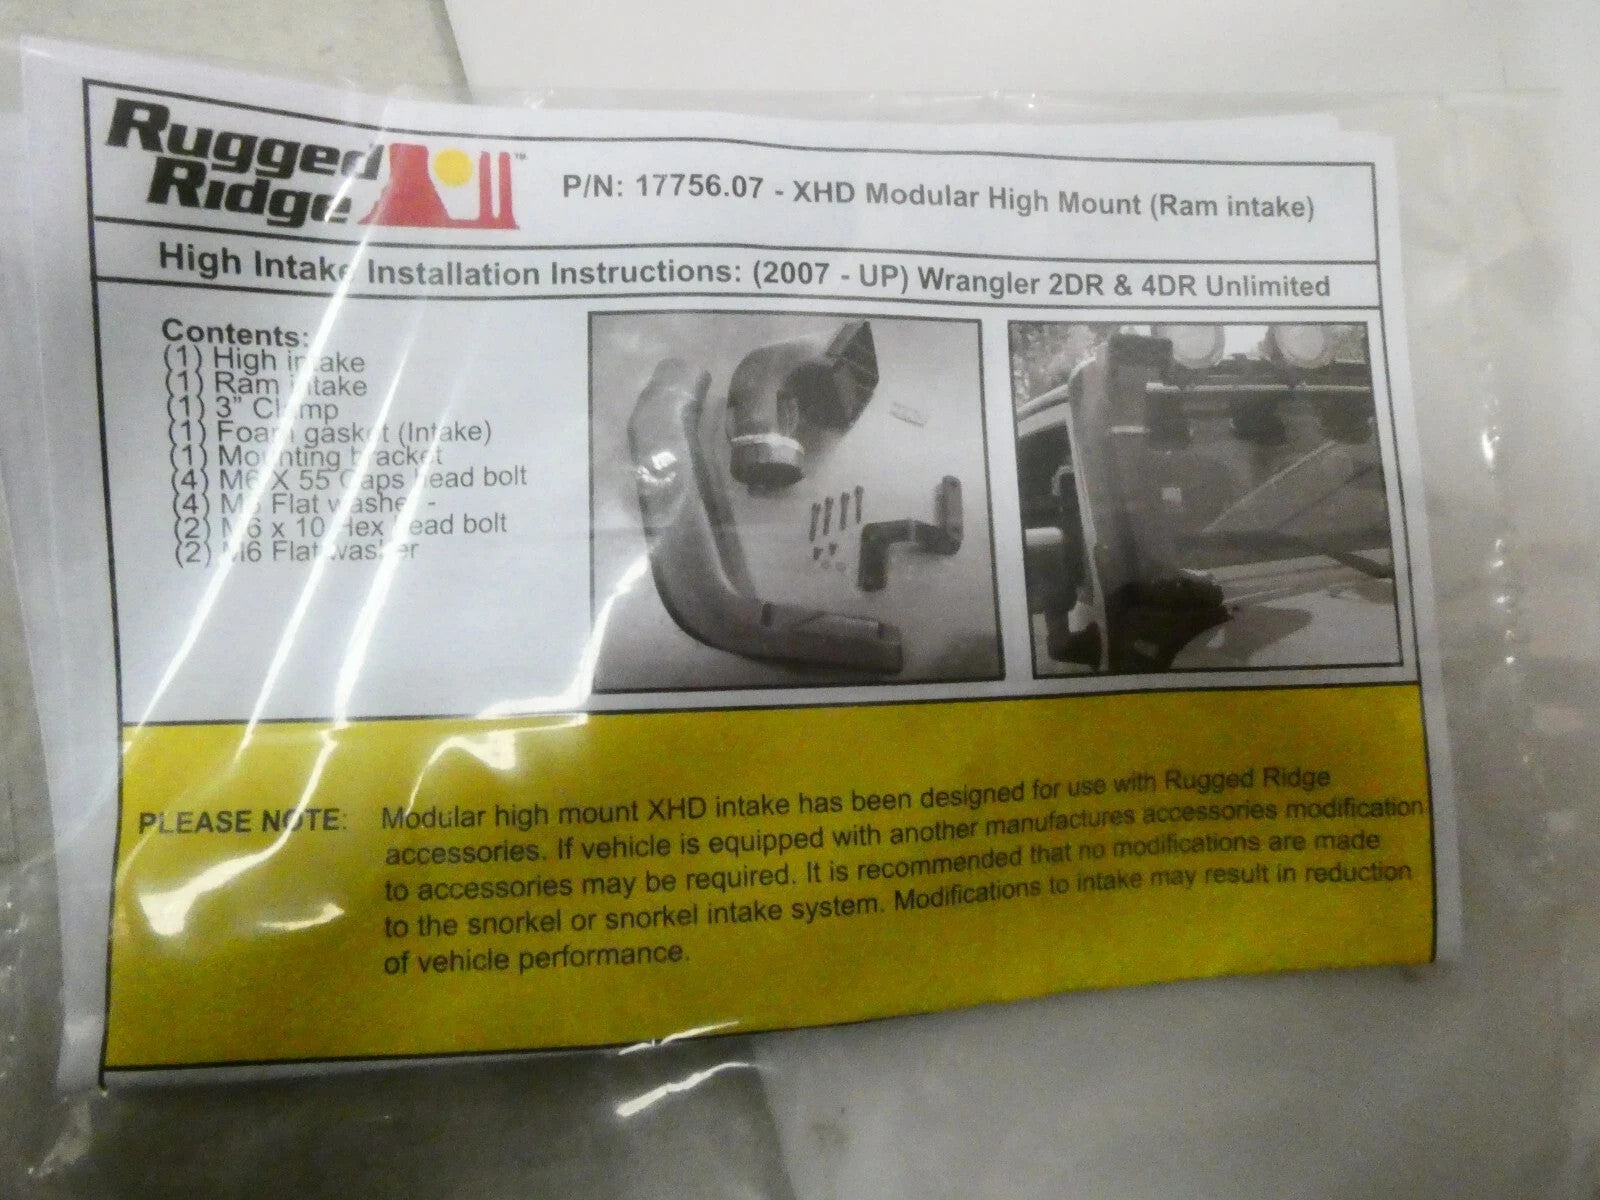 Rugged
Ridge™
P/N: 17756.07 - XHD Modular High Mount (Ram intake)
High Intake Installation Instructions: (2007 - UP) Wrangler 2DR & 4DR Unlimited
Contents:
(1) High intake
(1) Ram intake
(1) 3" Clamp
(1) Foam gasket (Intake)
(1) Mounting bracket
(4) M6 X 55 Caps head bolt
(4) Flat washer -
(2) M6 x 10 Hex head bolt
(2) M6 Flat washer
PLEASE NOTE: Modular high mount XHD intake has been designed for use with Rugged Ridge
accessories. If vehicle is equipped with another manufactures accessories modification
to accessories may be required. It is recommended that no modifications are made
to the snorkel or snorkel intake system. Modifications to intake may result in reduction
of vehicle performance.